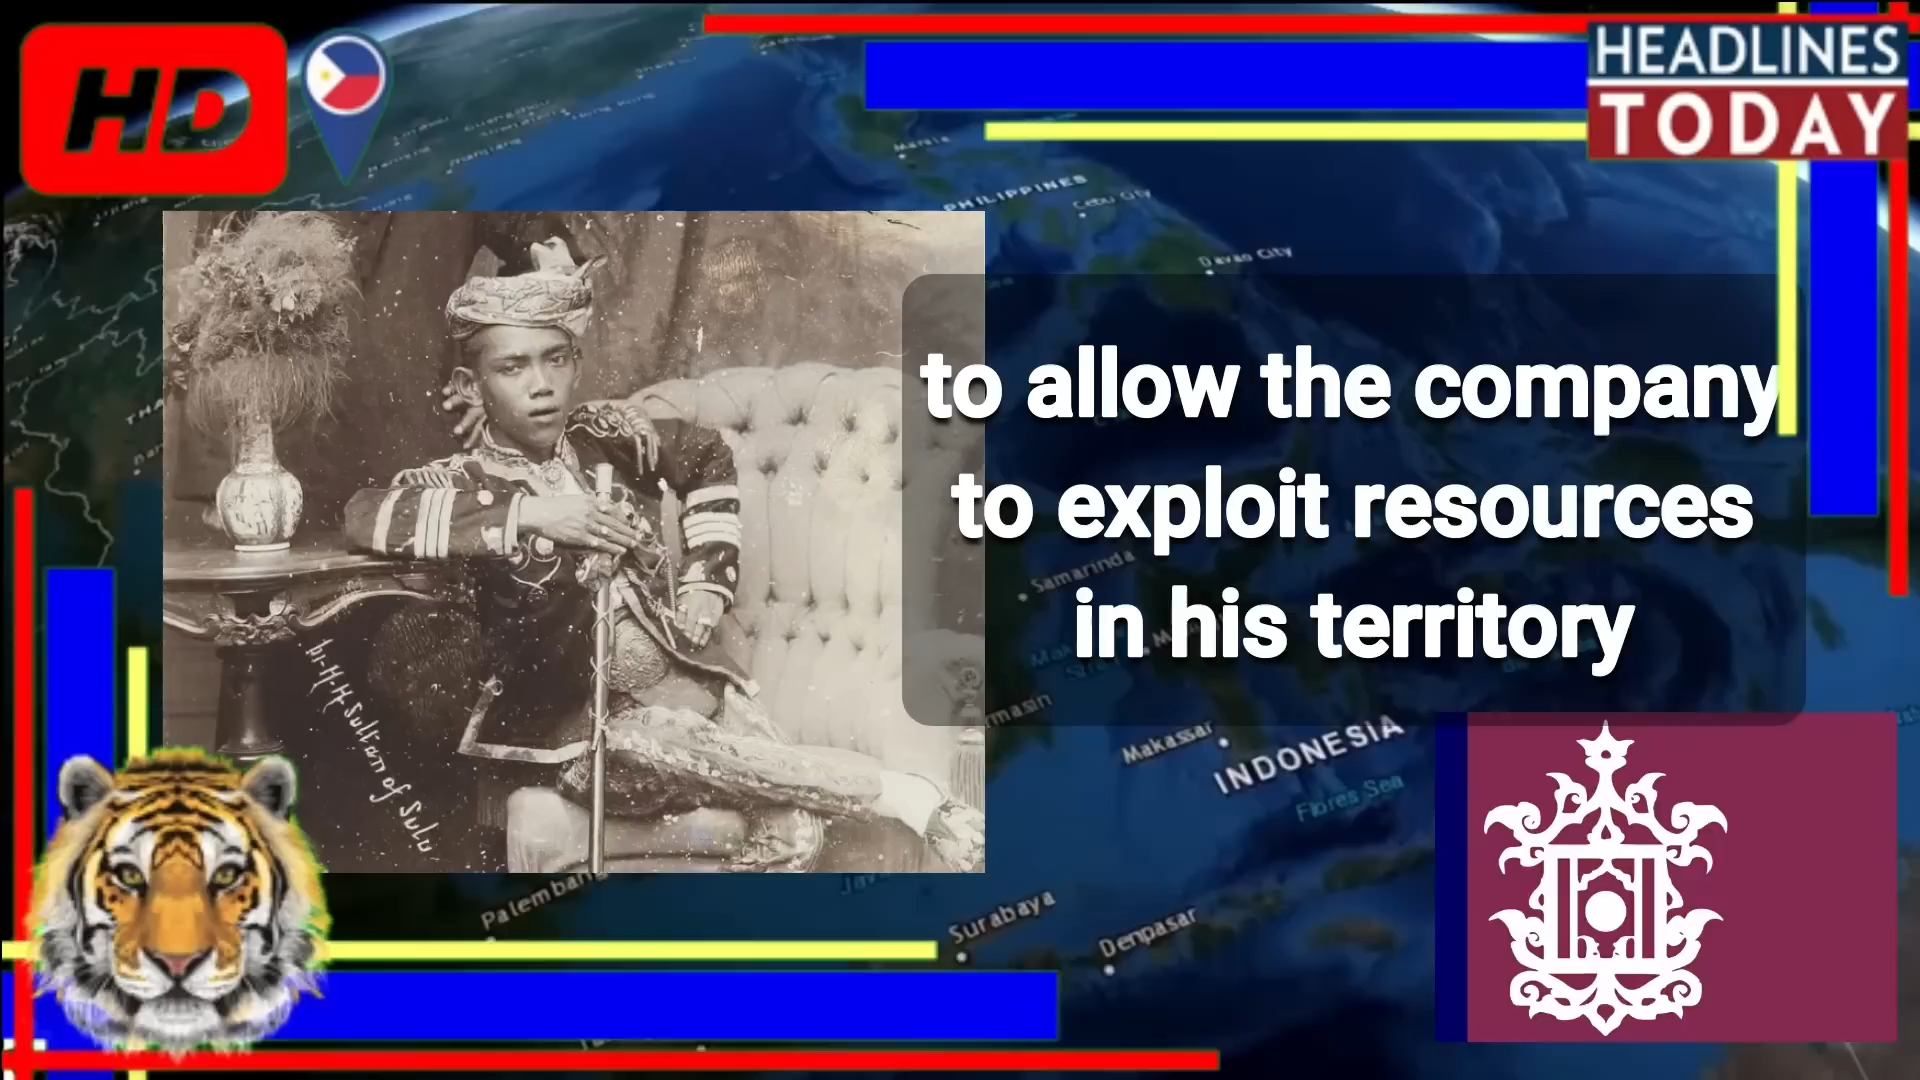 HD
HEADLINES
TODAY
Manila
PHILIPPINES
Cebu City
Davao City
to allow the company
to exploit resources
in his territory
Samarinda
Makassar
INDONESIA
Flores Sea
H.H. Sultan of Sulu
Palembang
Surabaya
Denpasar